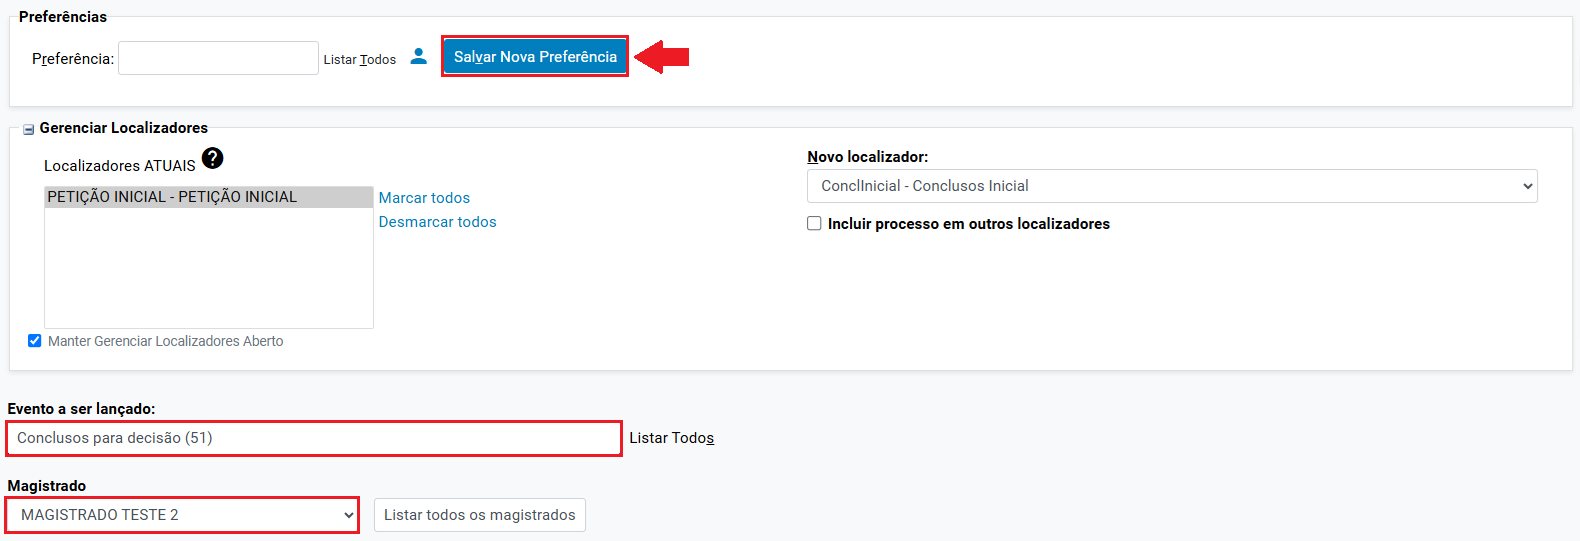 Preferências
Preferência: Listar Todos Salvar Nova Preferência
Gerenciar Localizadores
Localizadores ATUAIS ?
PETIÇÃO INICIAL - PETIÇÃO INICIAL
Marcar todos
Desmarcar todos
Manter Gerenciar Localizadores Aberto
Novo localizador:
ConclInicial - Conclusos Inicial
Incluir processo em outros localizadores
Evento a ser lançado:
Conclusos para decisão (51) Listar Todos
Magistrado
MAGISTRADO TESTE 2 Listar todos os magistrados